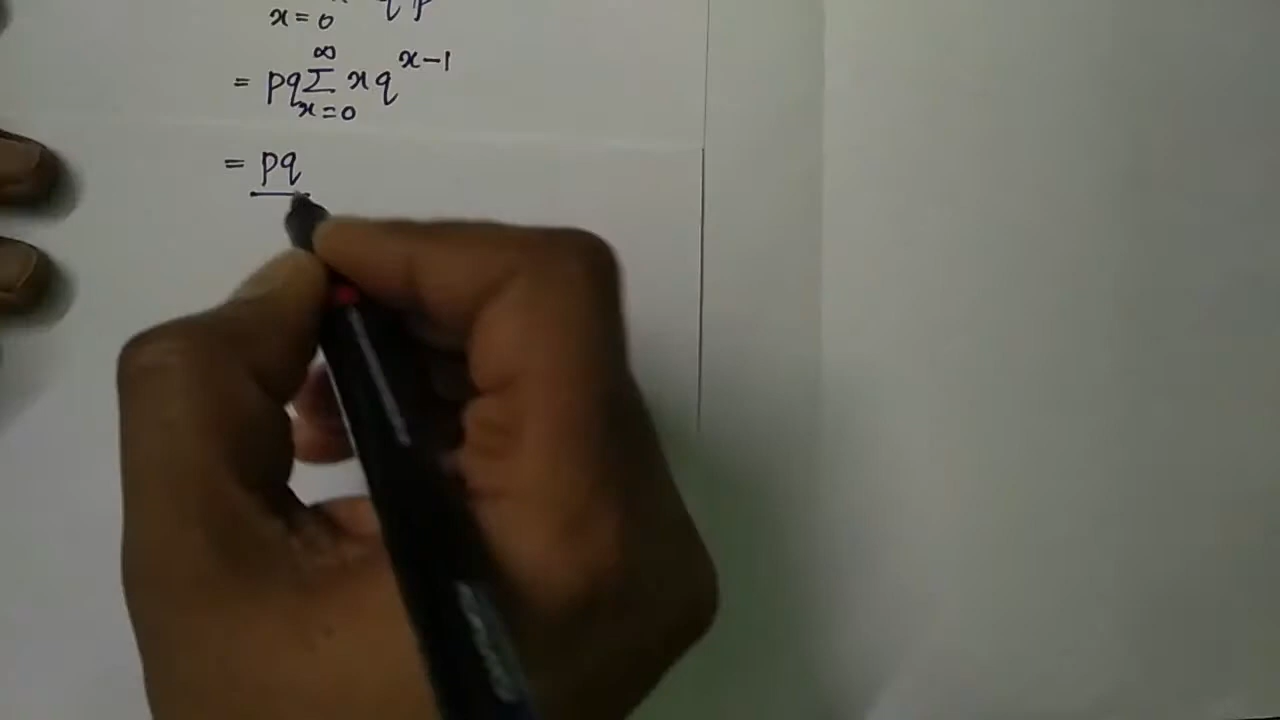 x=0 q p
∞
= pq Σ x q^{x-1}
x=0
= pq